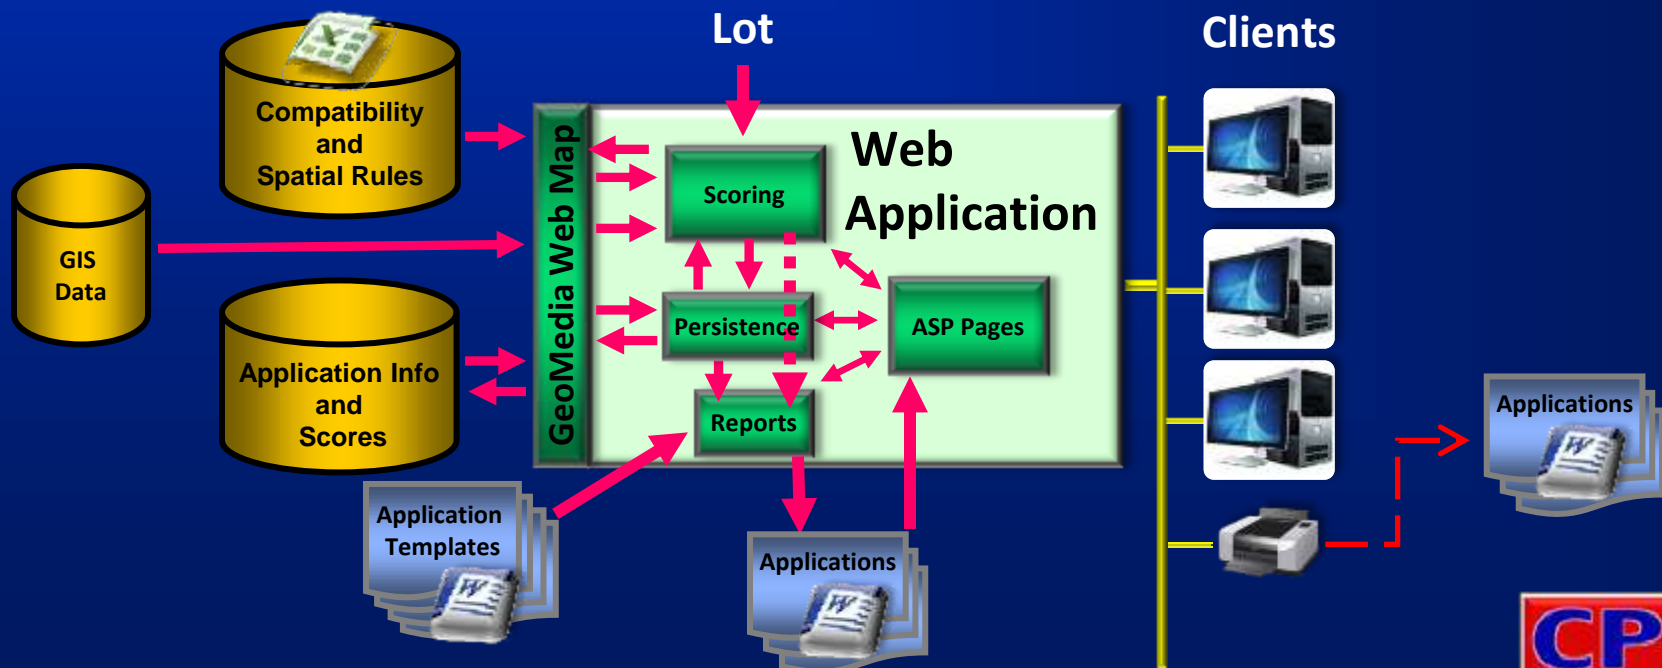 Lot
Clients
Compatibility
and
Spatial Rules
GIS
Data
Application Info
and
Scores
GeoMedia Web Map
Web
Application
Scoring
Persistence
ASP Pages
Reports
Application
Templates
Applications
Applications
CP